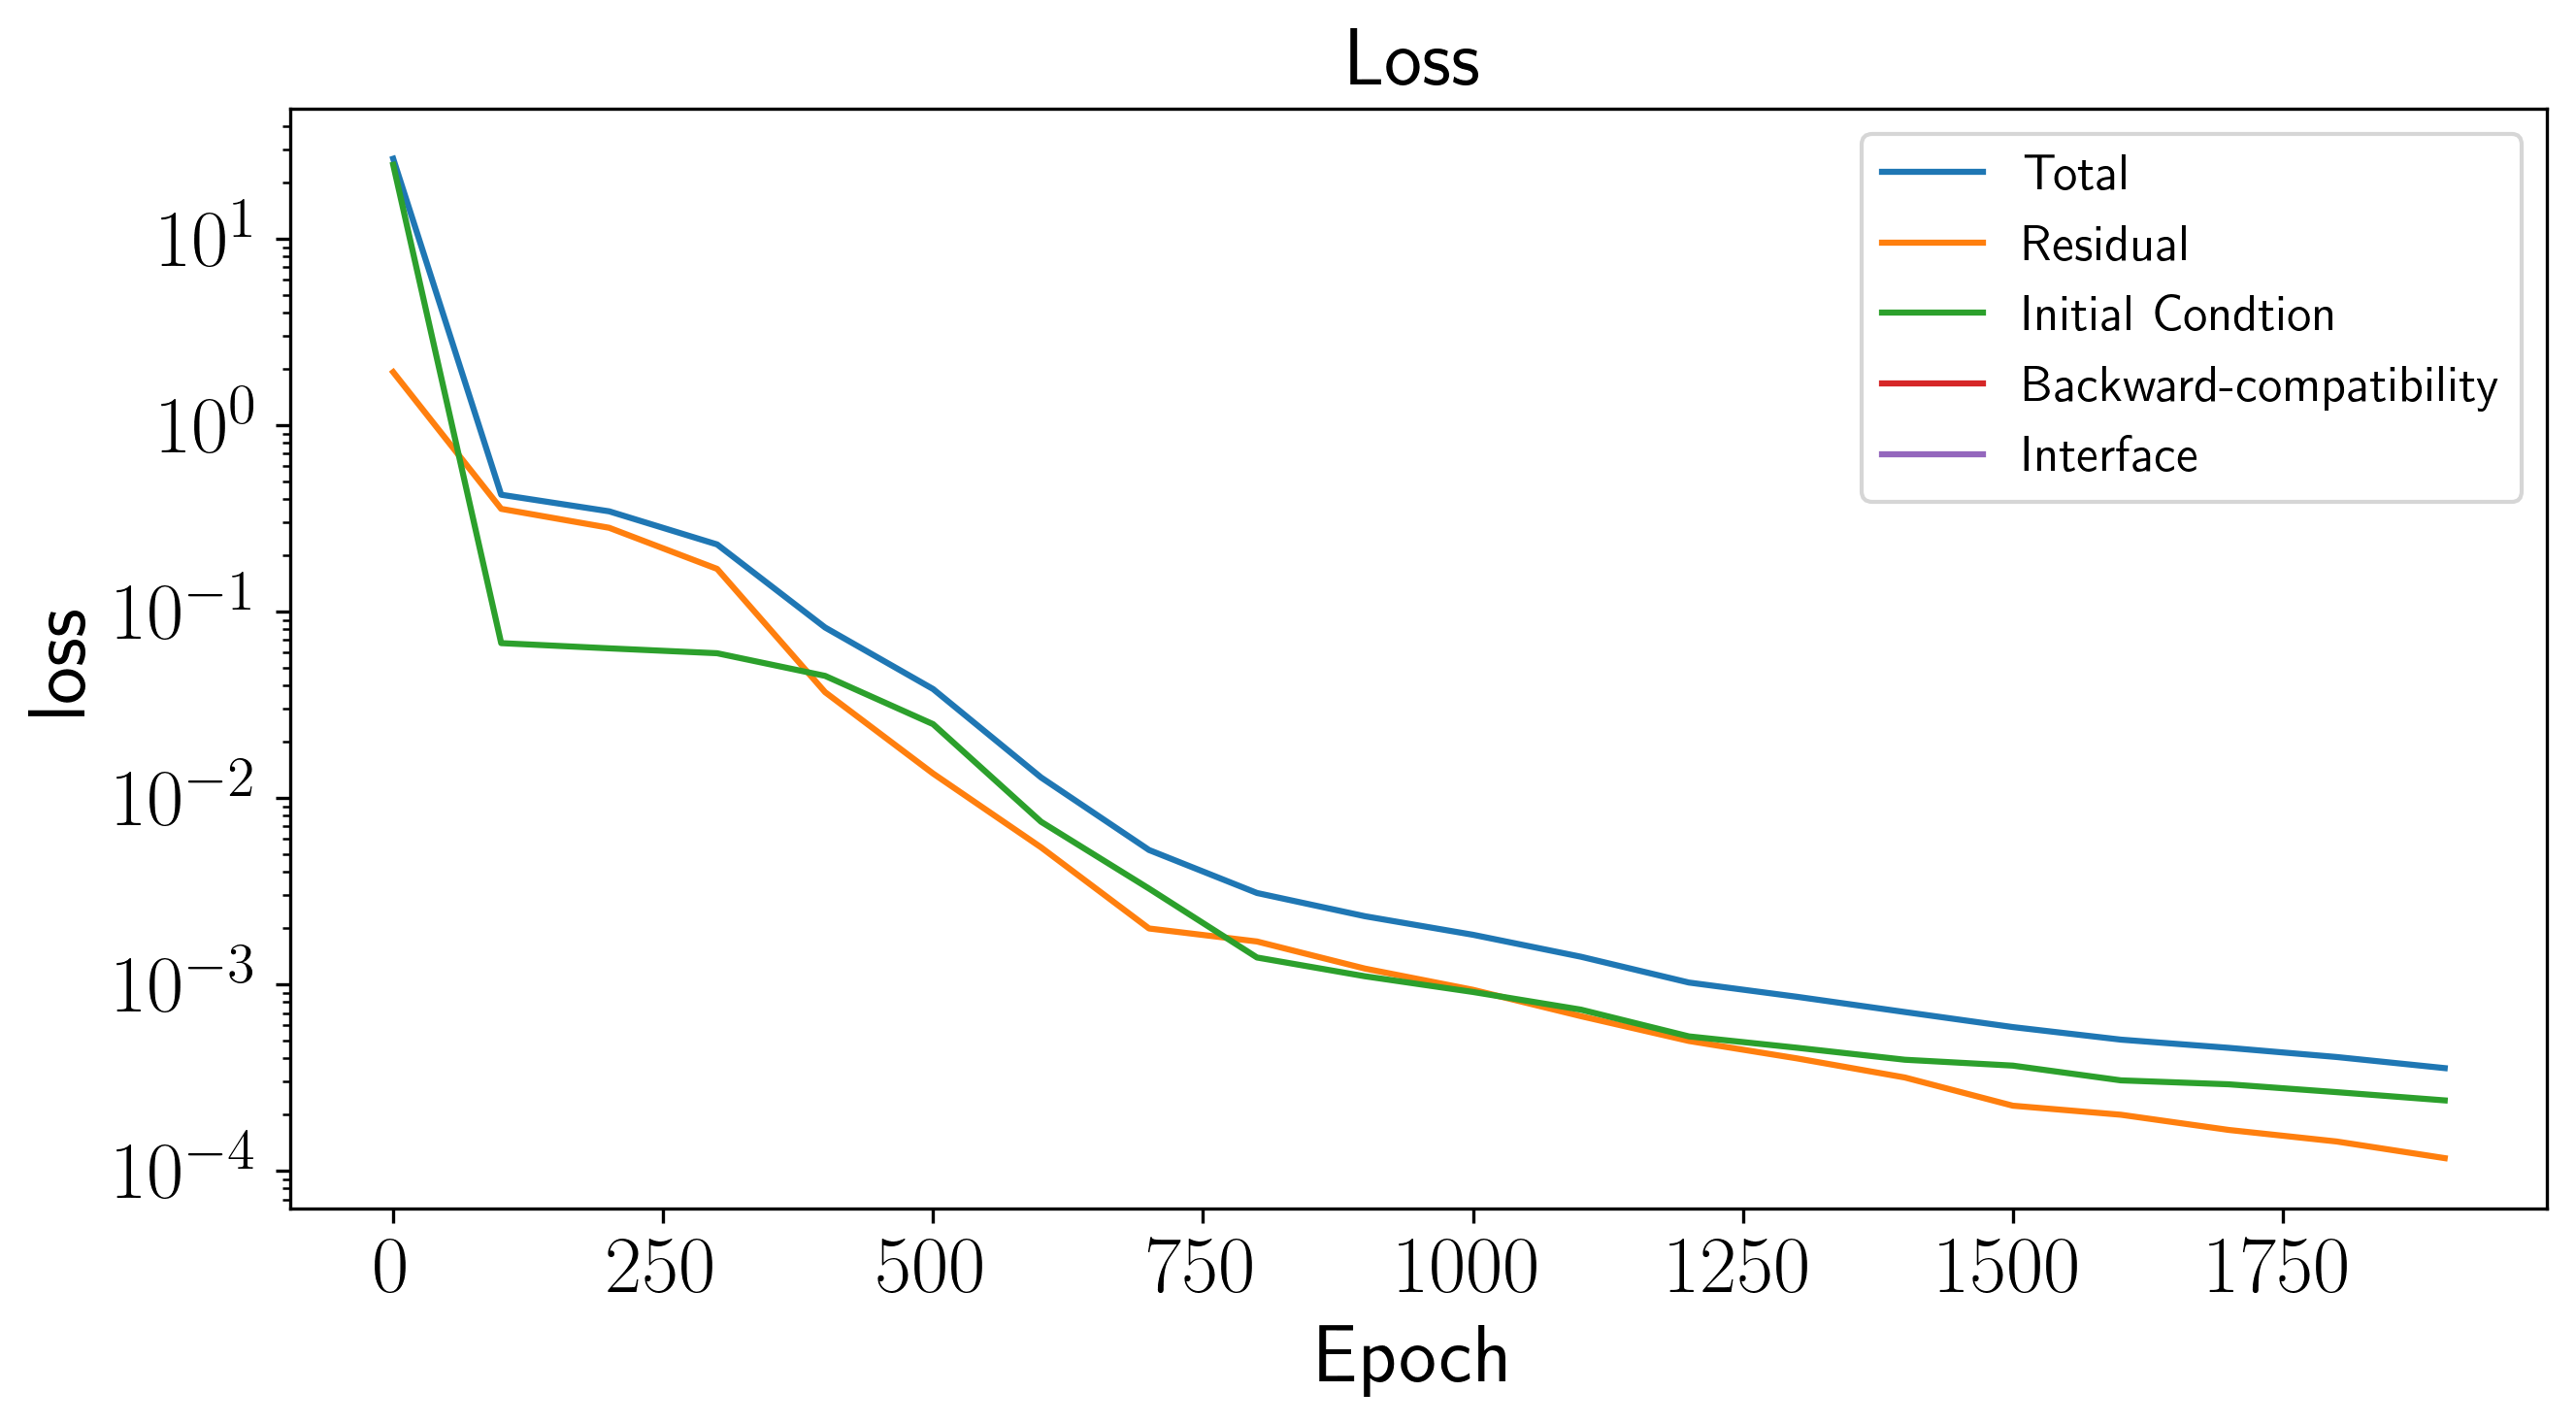 Loss
10^1
10^0
10^−1
10^−2
10^−3
10^−4
loss
Total
Residual
Initial Condtion
Backward-compatibility
Interface
0 250 500 750 1000 1250 1500 1750
Epoch